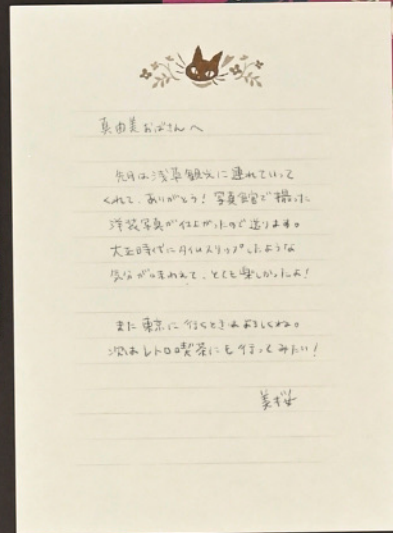 真由美おばさんへ
先日は浅草観光に連れていって
くれて、ありがとう！写真館で撮った
洋装写真が仕上がったので送ります。
大正時代にタイムスリップしたような
気分が味わえて、とても楽しかったよ！
また東京に行くときはよろしくね。
次はレトロ喫茶にも行ってみたい！
美桜